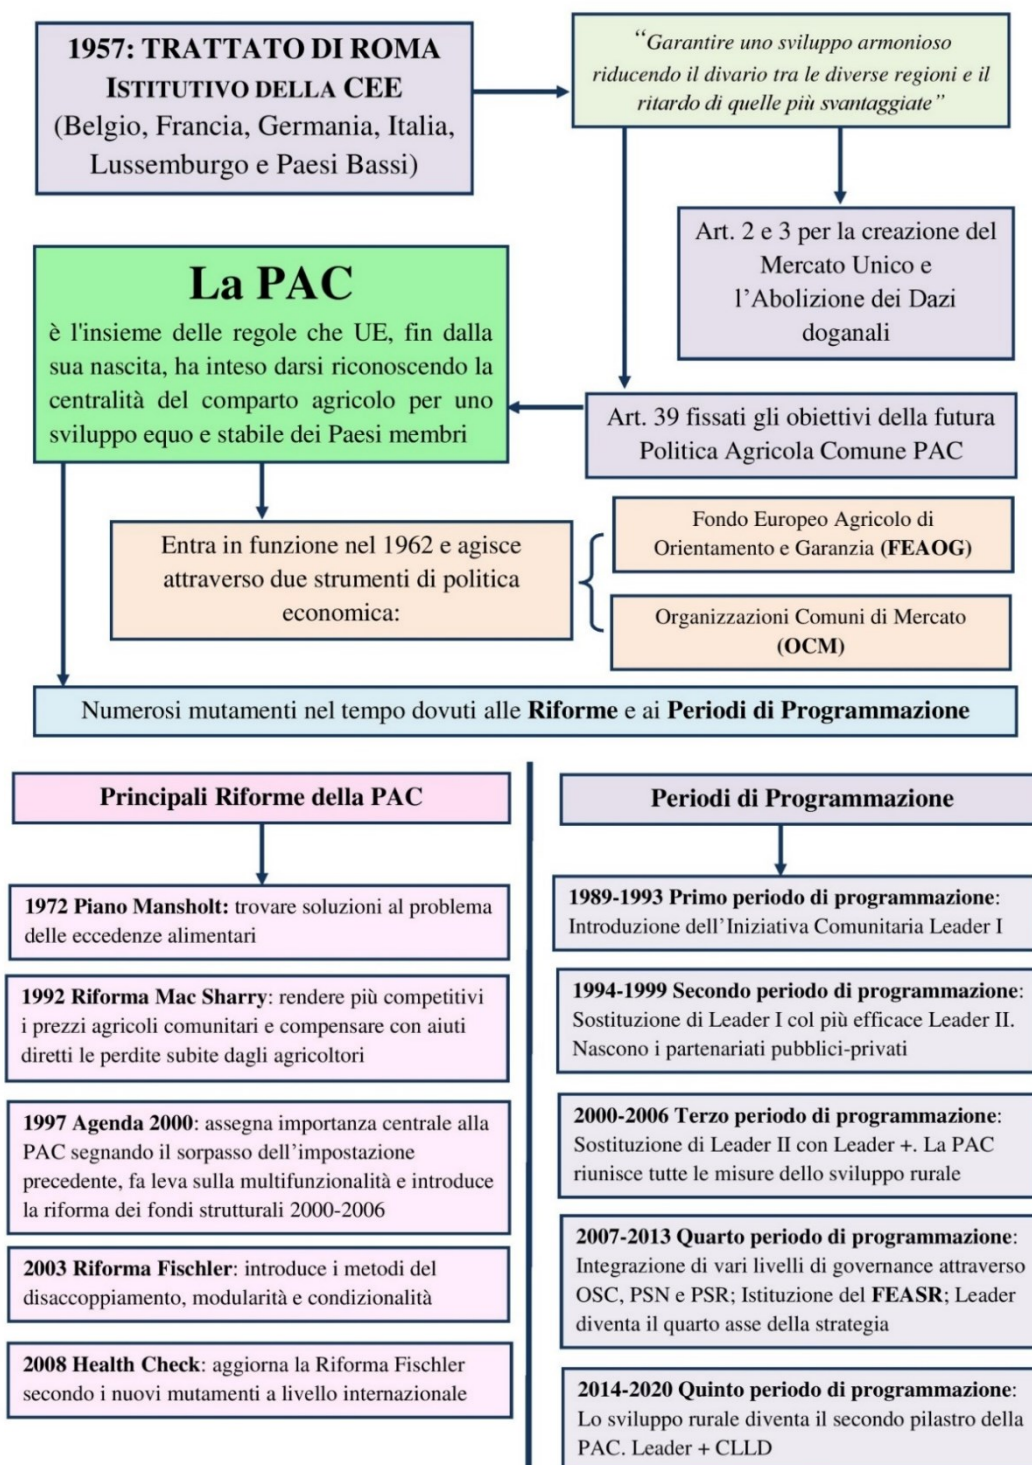 1957: TRATTATO DI ROMA
ISTITUTIVO DELLA CEE
(Belgio, Francia, Germania, Italia,
Lussemburgo e Paesi Bassi)
“Garantire uno sviluppo armonioso
riducendo il divario tra le diverse regioni e il
ritardo di quelle più svantaggiate”
Art. 2 e 3 per la creazione del
Mercato Unico e
l’Abolizione dei Dazi
doganali
La PAC
è l'insieme delle regole che UE, fin dalla
sua nascita, ha inteso darsi riconoscendo la
centralità del comparto agricolo per uno
sviluppo equo e stabile dei Paesi membri
Art. 39 fissati gli obiettivi della futura
Politica Agricola Comune PAC
Entra in funzione nel 1962 e agisce
attraverso due strumenti di politica
economica:
Fondo Europeo Agricolo di
Orientamento e Garanzia (FEAOG)
Organizzazioni Comuni di Mercato
(OCM)
Numerosi mutamenti nel tempo dovuti alle Riforme e ai Periodi di Programmazione
Principali Riforme della PAC
1972 Piano Mansholt: trovare soluzioni al problema
delle eccedenze alimentari
1992 Riforma Mac Sharry: rendere più competitivi
i prezzi agricoli comunitari e compensare con aiuti
diretti le perdite subite dagli agricoltori
1997 Agenda 2000: assegna importanza centrale alla
PAC segnando il sorpasso dell’impostazione
precedente, fa leva sulla multifunzionalità e introduce
la riforma dei fondi strutturali 2000-2006
2003 Riforma Fischler: introduce i metodi del
disaccoppiamento, modularità e condizionalità
2008 Health Check: aggiorna la Riforma Fischler
secondo i nuovi mutamenti a livello internazionale
Periodi di Programmazione
1989-1993 Primo periodo di programmazione:
Introduzione dell’Iniziativa Comunitaria Leader I
1994-1999 Secondo periodo di programmazione:
Sostituzione di Leader I col più efficace Leader II.
Nascono i partenariati pubblici-privati
2000-2006 Terzo periodo di programmazione:
Sostituzione di Leader II con Leader +. La PAC
riunisce tutte le misure dello sviluppo rurale
2007-2013 Quarto periodo di programmazione:
Integrazione di vari livelli di governance attraverso
OSC, PSN e PSR; Istituzione del FEASR; Leader
diventa il quarto asse della strategia
2014-2020 Quinto periodo di programmazione:
Lo sviluppo rurale diventa il secondo pilastro della
PAC. Leader + CLLD